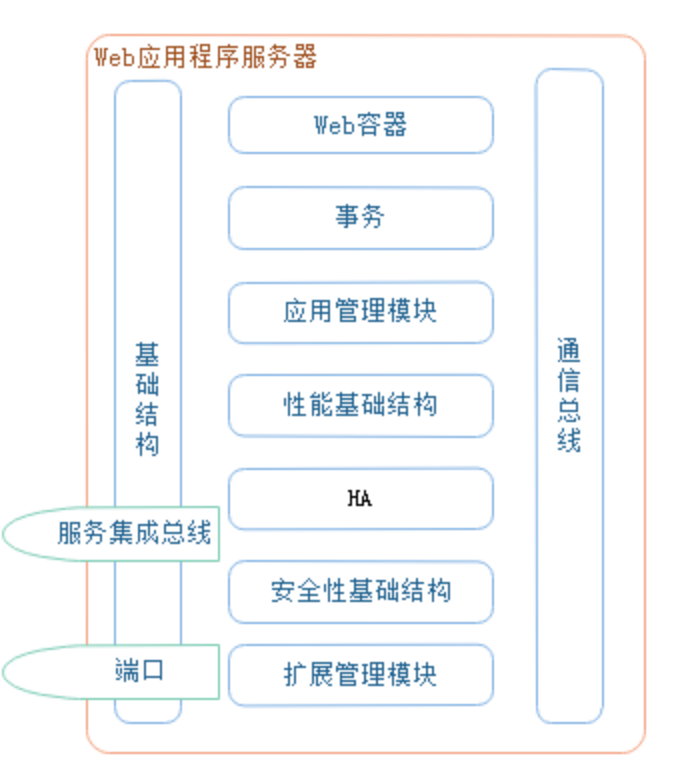 Web应用程序服务器
基础结构
Web容器
事务
应用管理模块
性能基础结构
HA
安全性基础结构
扩展管理模块
通信总线
服务集成总线
端口